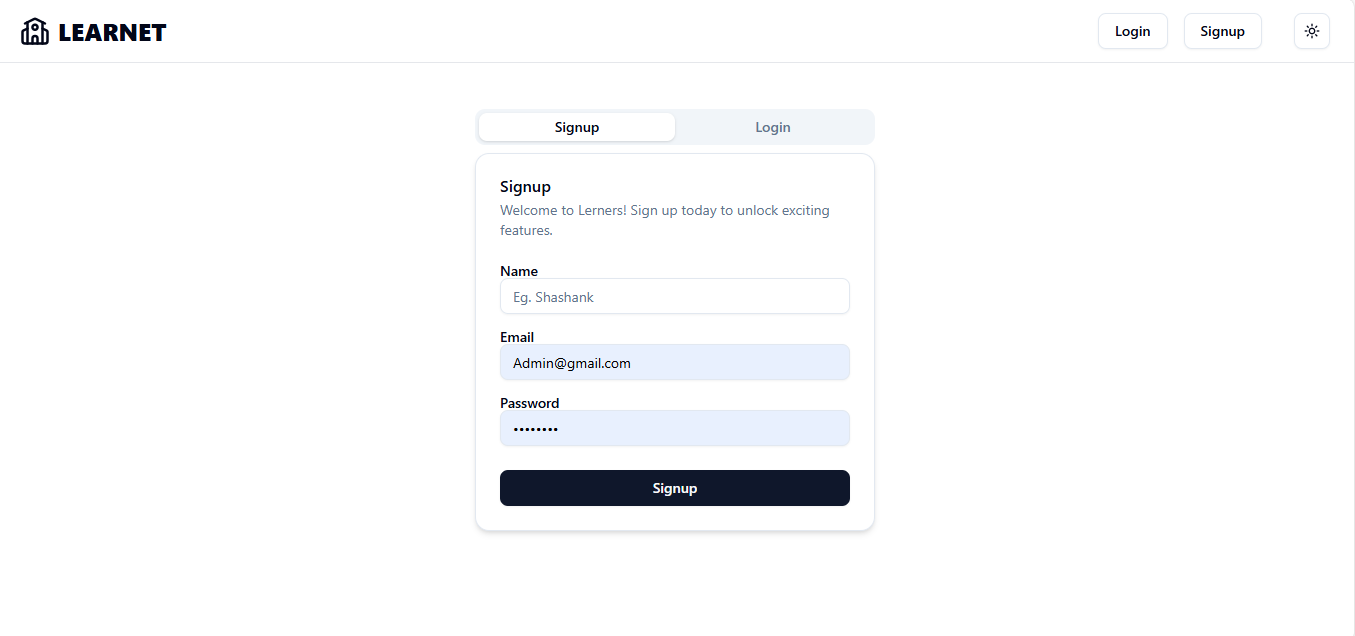 LEARNET
Login
Signup
Signup
Login
Signup
Welcome to Lerners! Sign up today to unlock exciting
features.
Name
Eg. Shashank
Email
Admin@gmail.com
Password
••••••••
Signup